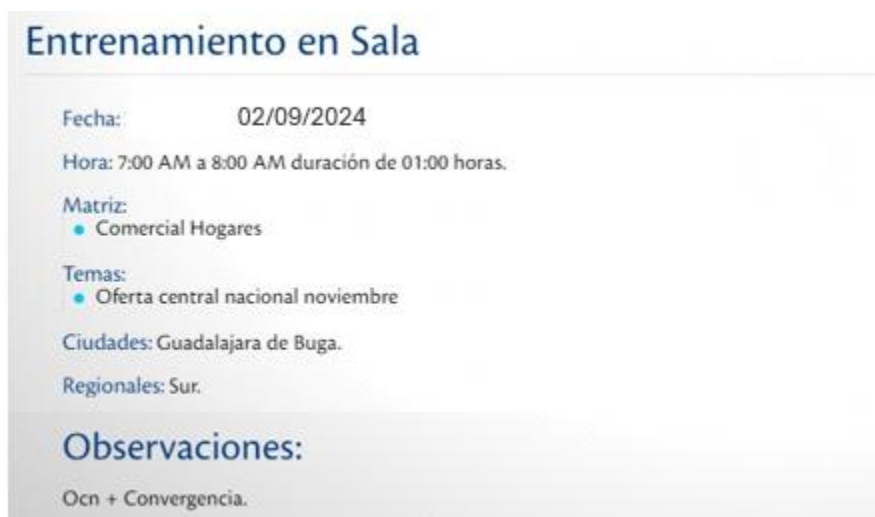 Entrenamiento en Sala
Fecha: 02/09/2024
Hora: 7:00 AM a 8:00 AM duración de 01:00 horas.
Matriz:
Comercial Hogares
Temas:
Oferta central nacional noviembre
Ciudades: Guadalajara de Buga.
Regionales: Sur.
Observaciones:
Ocn + Convergencia.